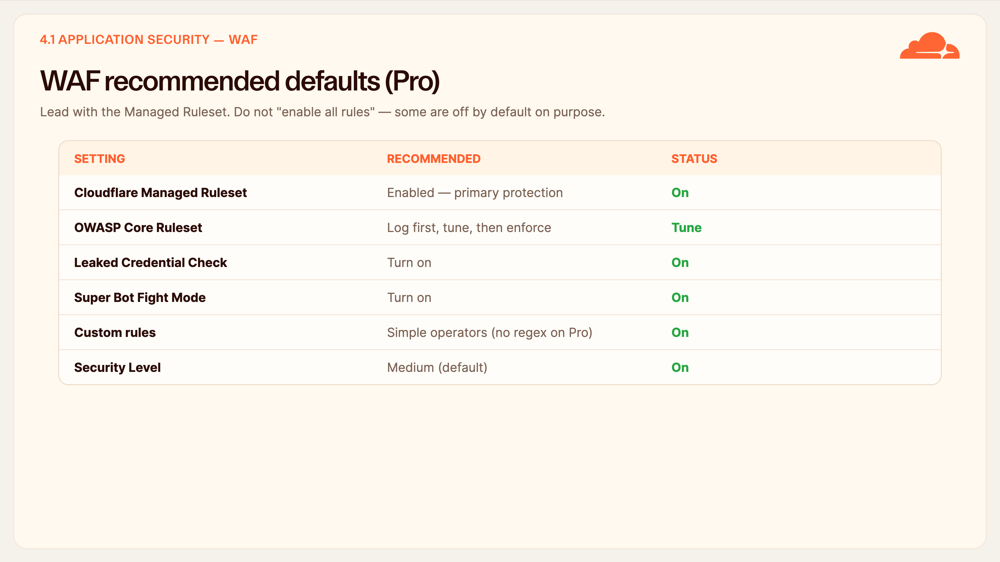 4.1 APPLICATION SECURITY — WAF
WAF recommended defaults (Pro)
Lead with the Managed Ruleset. Do not "enable all rules" — some are off by default on purpose.
SETTING RECOMMENDED STATUS
Cloudflare Managed Ruleset Enabled — primary protection On
OWASP Core Ruleset Log first, tune, then enforce Tune
Leaked Credential Check Turn on On
Super Bot Fight Mode Turn on On
Custom rules Simple operators (no regex on Pro) On
Security Level Medium (default) On